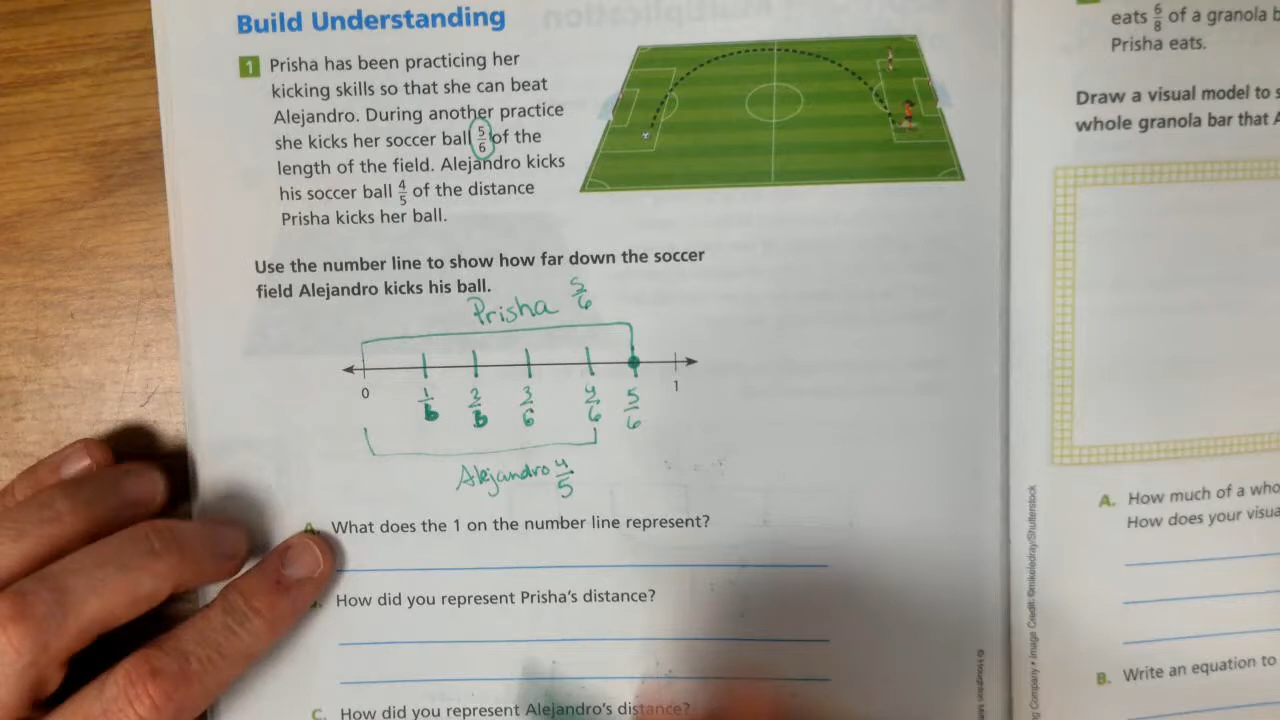 Build Understanding
1 Prisha has been practicing her
kicking skills so that she can beat
Alejandro. During another practice
she kicks her soccer ball 5/6 of the
length of the field. Alejandro kicks
his soccer ball 4/5 of the distance
Prisha kicks her ball.
Use the number line to show how far down the soccer
field Alejandro kicks his ball.
Prisha 5/6
0 1
1/6 2/6 3/6 4/6 5/6
Alejandro 4/5
A. What does the 1 on the number line represent?
How did you represent Prisha's distance?
C. How did you represent Alejandro's distance?
eats 6/8 of a granola
Prisha eats.
Draw a visual model to
whole granola bar that
A. How much of a
How does your
B. Write an equation to
Company • Image Credit: ©mikeledray/Shutterstock